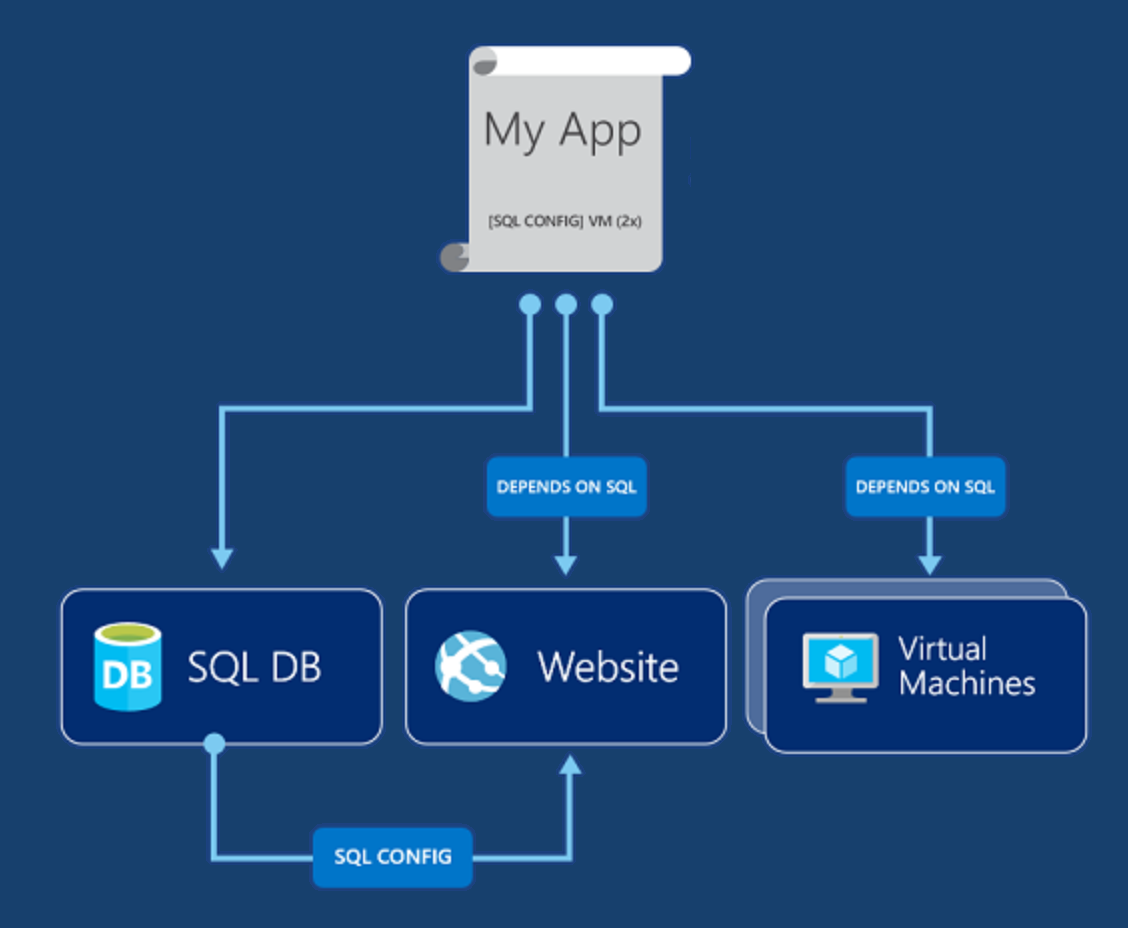 My App
[SQL CONFIG] VM (2x)
DEPENDS ON SQL
DEPENDS ON SQL
DB
SQL DB
Website
Virtual
Machines
SQL CONFIG